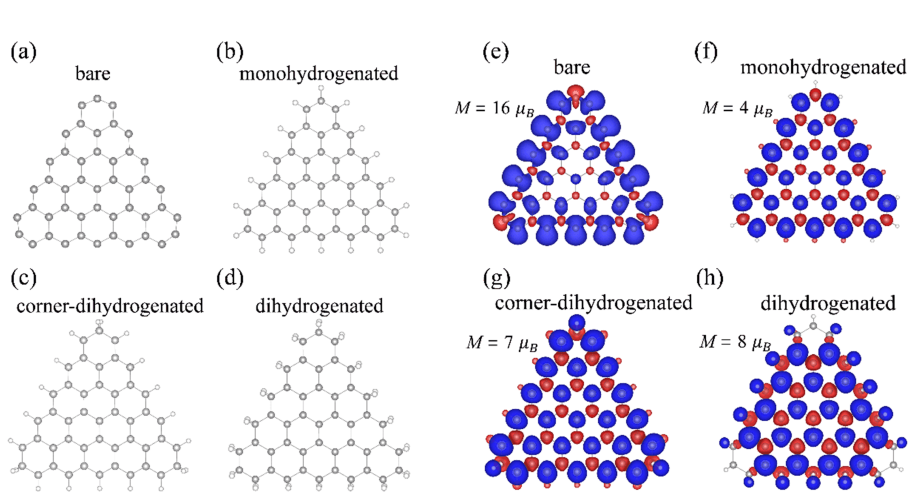 (a)
bare
(b)
monohydrogenated
(c)
corner-dihydrogenated
(d)
dihydrogenated
(e)
bare
M = 16 μB
(f)
monohydrogenated
M = 4 μB
(g)
corner-dihydrogenated
M = 7 μB
(h)
dihydrogenated
M = 8 μB